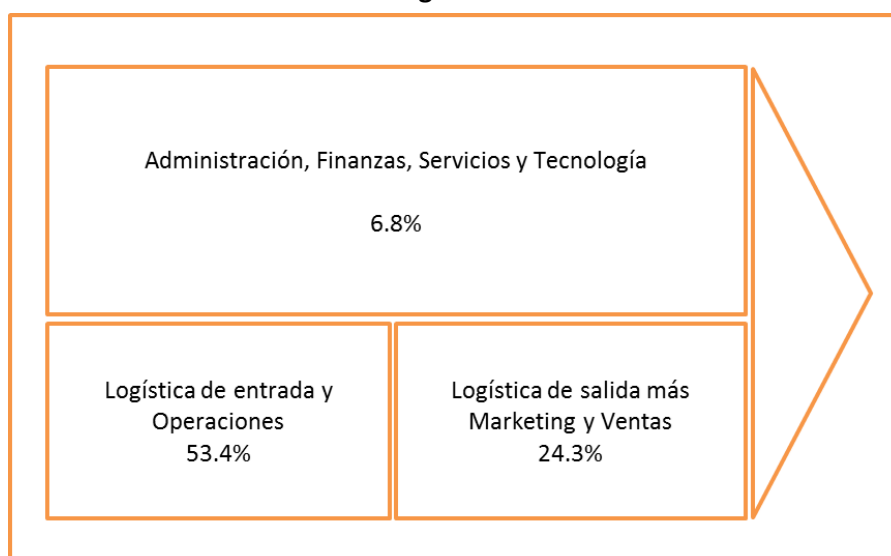 Administración, Finanzas, Servicios y Tecnología
6.8%
Logística de entrada y
Operaciones
53.4%
Logística de salida más
Marketing y Ventas
24.3%